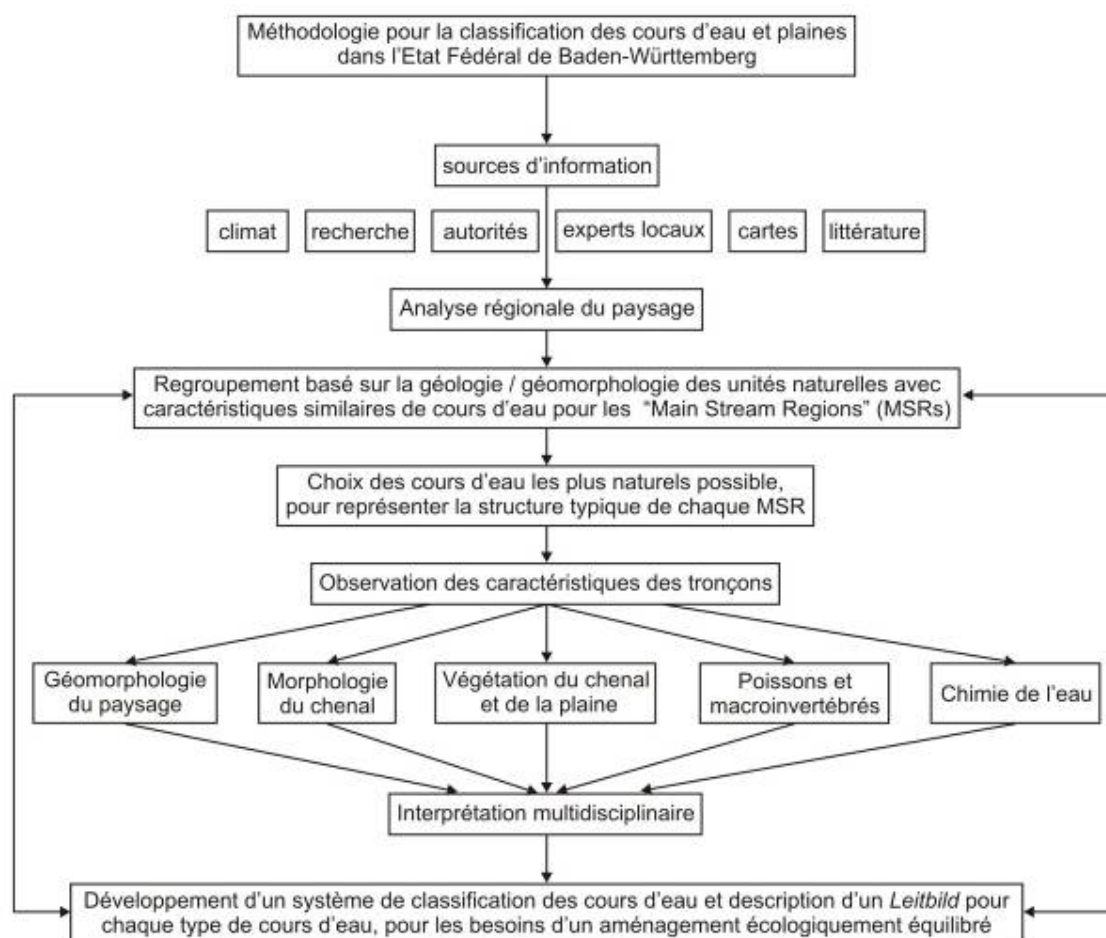 Méthodologie pour la classification des cours d'eau et plaines
dans l'Etat Fédéral de Baden-Württemberg
sources d'information
climat
recherche
autorités
experts locaux
cartes
littérature
Analyse régionale du paysage
Regroupement basé sur la géologie / géomorphologie des unités naturelles avec
caractéristiques similaires de cours d'eau pour les "Main Stream Regions" (MSRs)
Choix des cours d'eau les plus naturels possible,
pour représenter la structure typique de chaque MSR
Observation des caractéristiques des tronçons
Géomorphologie
du paysage
Morphologie
du chenal
Végétation du chenal
et de la plaine
Poissons et
macroinvertébrés
Chimie de l'eau
Interprétation multidisciplinaire
Développement d'un système de classification des cours d'eau et description d'un Leitbild pour
chaque type de cours d'eau, pour les besoins d'un aménagement écologiquement équilibré